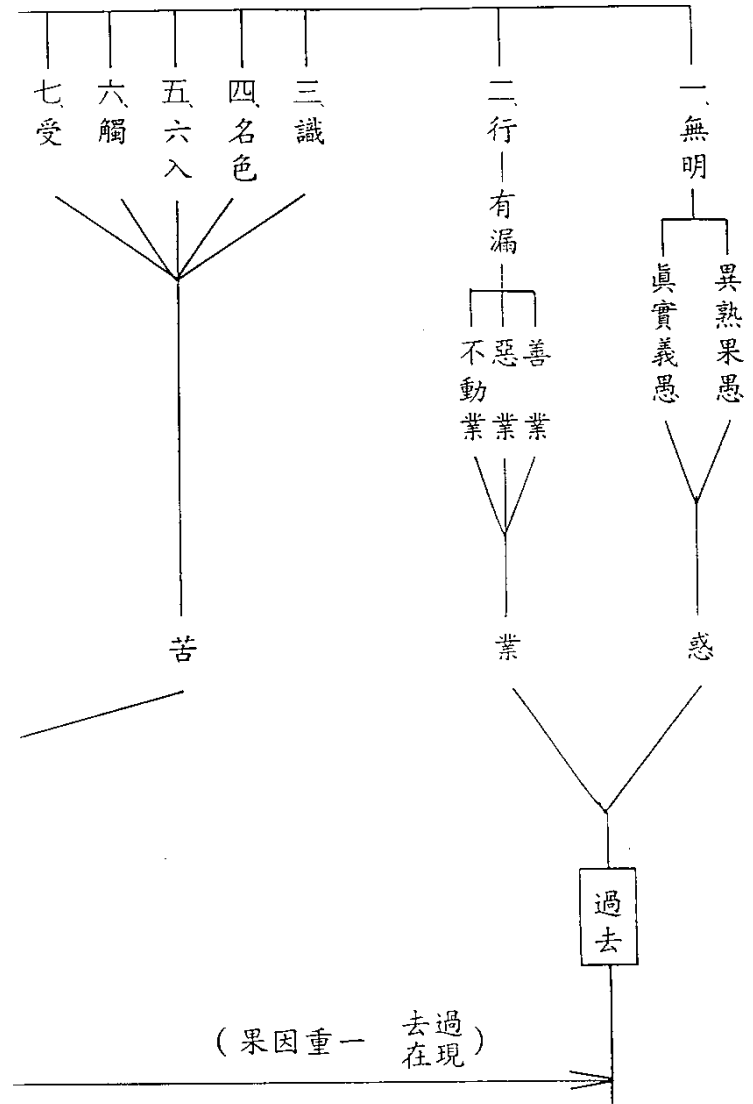 一、無明
異熟果愚
眞實義愚
二、行
有漏
善業
惡業
不動業
三、識
四、名色
五、六入
六、觸
七、受
惑
業
苦
過去
(果因重一 去過
在現)